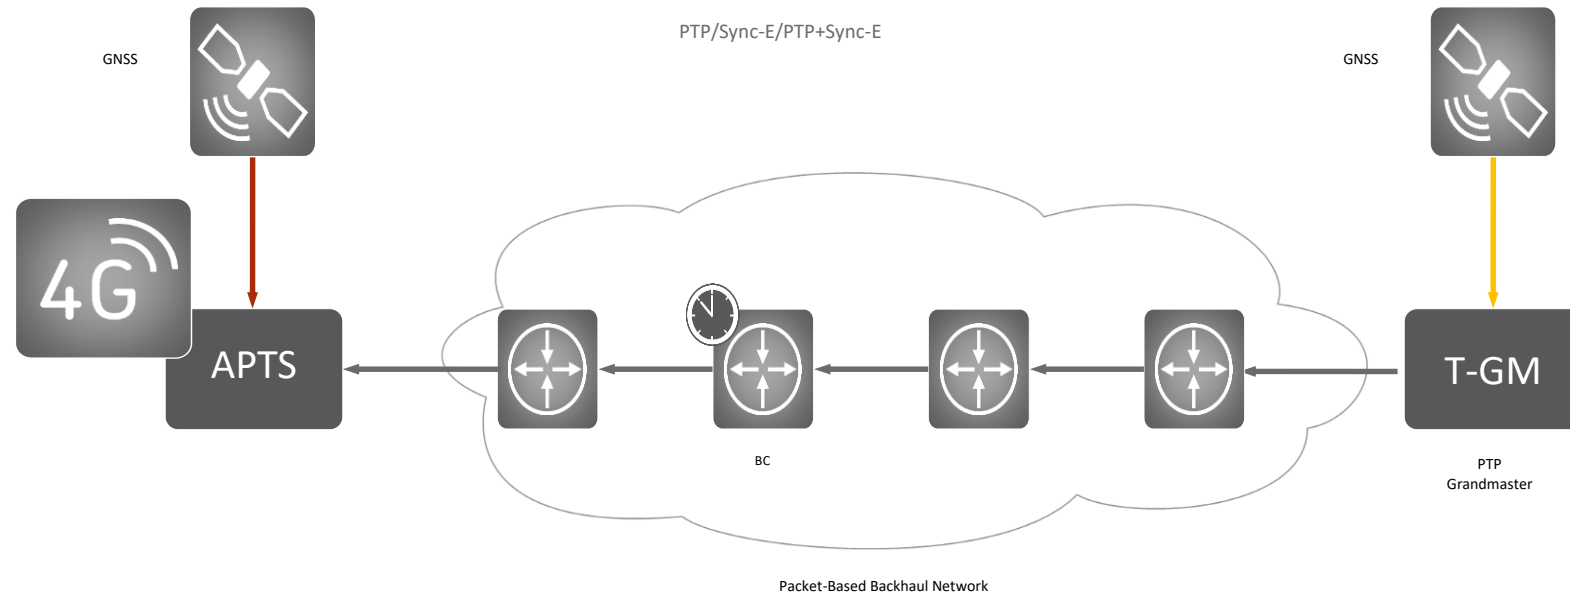 PTP/Sync-E/PTP+Sync-E
GNSS
GNSS
4G
APTS
T-GM
BC
PTP
Grandmaster
Packet-Based Backhaul Network